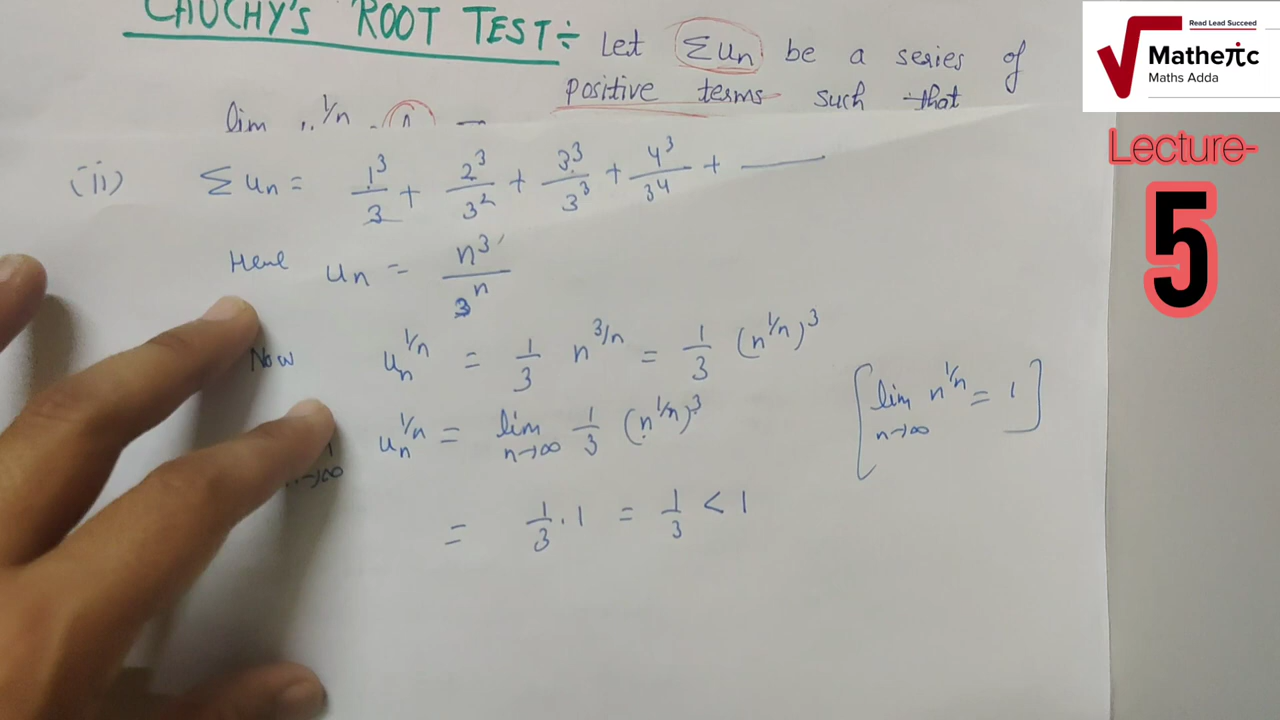 CAUCHY'S ROOT TEST÷ Let Σun be a series of
positive terms such that
lim
(ii) Σ un = 1³/3 + 2³/3² + 3³/3³ + 4³/3⁴ + ——
Here un = n³/3ⁿ
Now un^1/n = 1/3 n^3/n = 1/3 (n^1/n)³
un^1/n = lim n→∞ 1/3 (n^1/n)³ [lim n→∞ n^1/n = 1]
= 1/3 . 1 = 1/3 < 1
Read Lead Succeed
Matheπc
Maths Adda
Lecture-
5